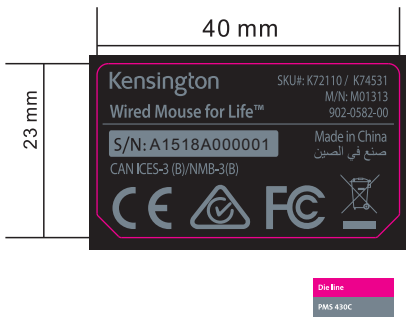 40 mm
23 mm
Kensington
SKU#: K72110 / K74531
M/N: M01313
Wired Mouse for Life™
902-0582-00
S/N: A1518A000001
Made in China
صنع في الصين
CAN ICES-3 (B)/NMB-3(B)
CE
FC
Die line
PMS 430C